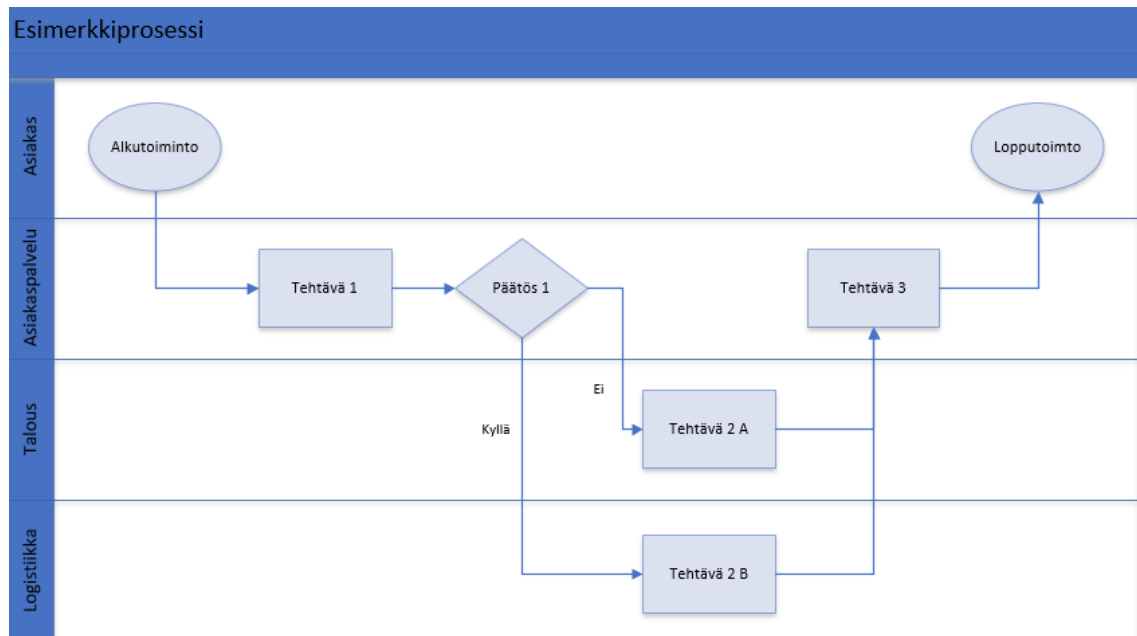 Esimerkkiprosessi
Asiakas
Alkutoiminto
Lopputoimto
Asiakaspalvelu
Tehtävä 1
Päätös 1
Tehtävä 3
Talous
Ei
Kyllä
Tehtävä 2 A
Logistiikka
Tehtävä 2 B